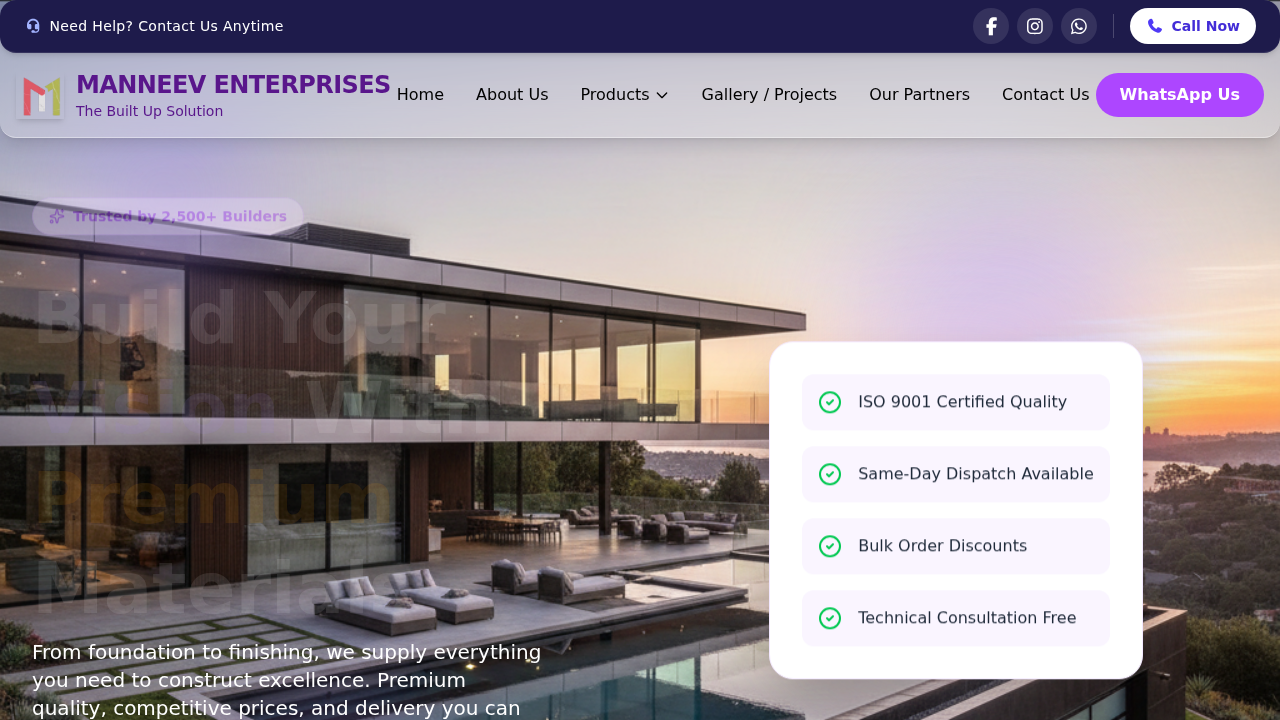 Need Help? Contact Us Anytime
Call Now
MANNEEV ENTERPRISES
The Built Up Solution
Home
About Us
Products
Gallery / Projects
Our Partners
Contact Us
WhatsApp Us
Trusted by 2,500+ Builders
Build Your
Vision With
Premium
Materials
From foundation to finishing, we supply everything
you need to construct excellence. Premium
quality, competitive prices, and delivery you can
ISO 9001 Certified Quality
Same-Day Dispatch Available
Bulk Order Discounts
Technical Consultation Free